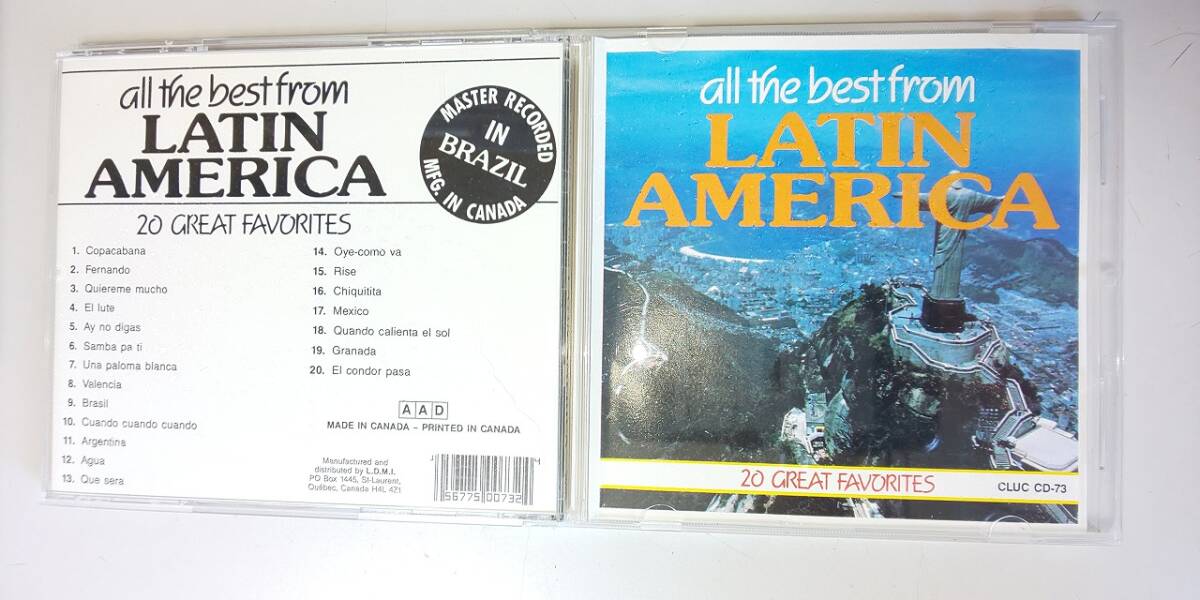 all the best from
LATIN
AMERICA
MASTER RECORDED
IN
BRAZIL
MFG. IN CANADA
20 GREAT FAVORITES
1. Copacabana
2. Fernando
3. Quiereme mucho
4. El lute
5. Ay no digas
6. Samba pa ti
7. Una paloma blanca
8. Valencia
9. Brasil
10. Cuando cuando cuando
11. Argentina
12. Agua
13. Que sera
14. Oye-como va
15. Rise
16. Chiquitita
17. Mexico
18. Quando calienta el sol
19. Granada
20. El condor pasa
AAD
MADE IN CANADA - PRINTED IN CANADA
Manufactured and
distributed by L.D.M.I.
PO Box 1445, St-Laurent,
Québec, Canada H4L 4Z1
56775 00732
all the best from
LATIN
AMERICA
20 GREAT FAVORITES
CLUC CD-73